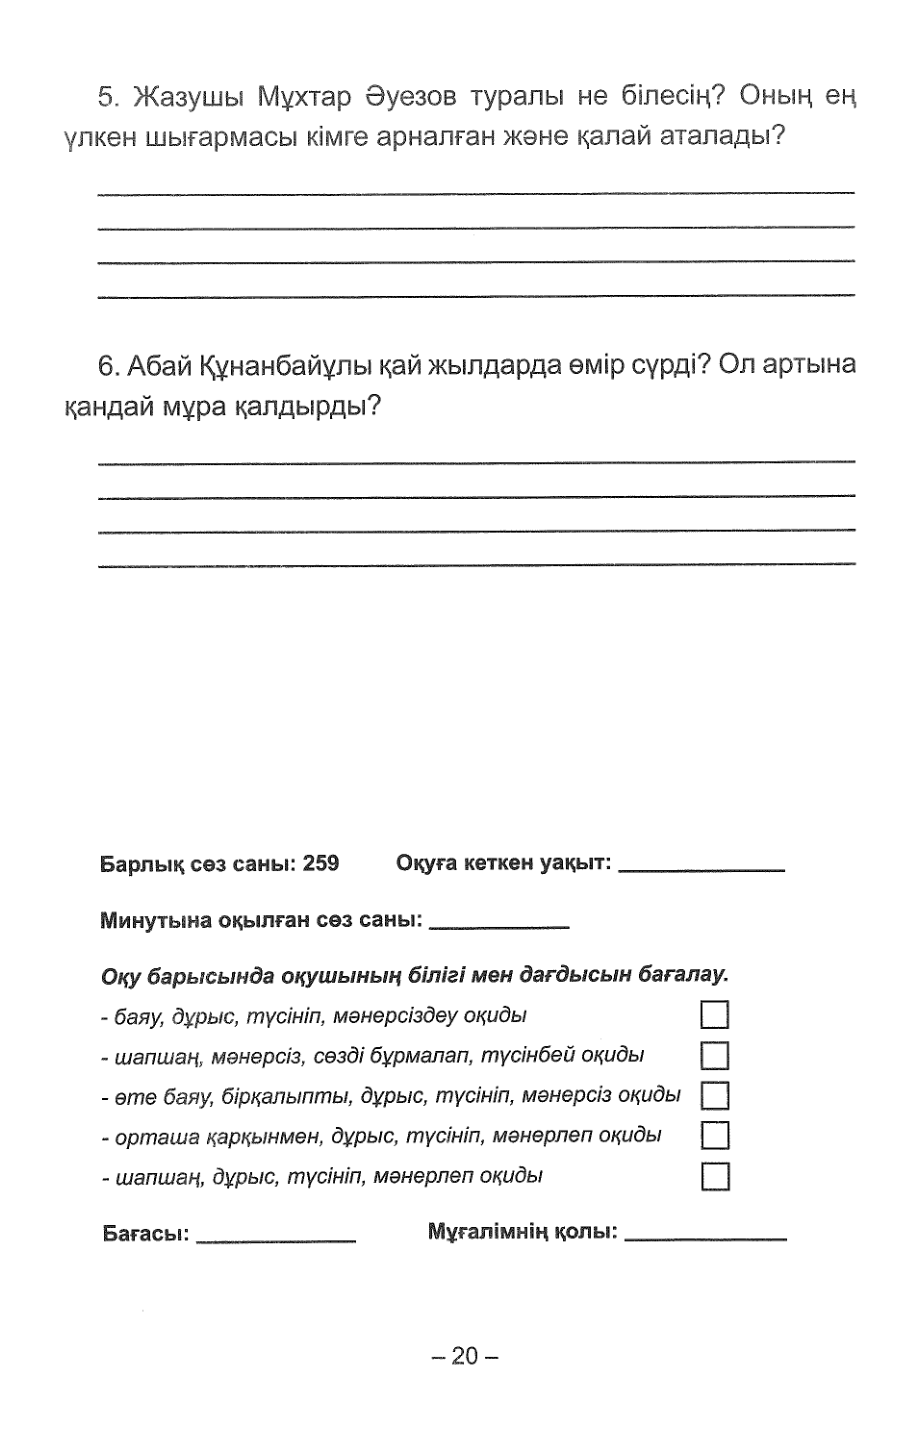 5. Жазушы Мұхтар Әуезов туралы не білесің? Оның ең
үлкен шығармасы кімге арналған және қалай аталады?
6. Абай Құнанбайұлы қай жылдарда өмір сүрді? Ол артына
қандай мұра қалдырды?
Барлық сөз саны: 259 Оқуға кеткен уақыт: ____________
Минутына оқылған сөз саны: ____________
Оқу барысында оқушының білігі мен дағдысын бағалау.
- баяу, дұрыс, түсініп, мәнерсіздеу оқиды
- шапшаң, мәнерсіз, сөзді бұрмалап, түсінбей оқиды
- өте баяу, бірқалыпты, дұрыс, түсініп, мәнерсіз оқиды
- орташа қарқынмен, дұрыс, түсініп, мәнерлеп оқиды
- шапшаң, дұрыс, түсініп, мәнерлеп оқиды
Бағасы: ____________ Мұғалімнің қолы: ____________
– 20 –